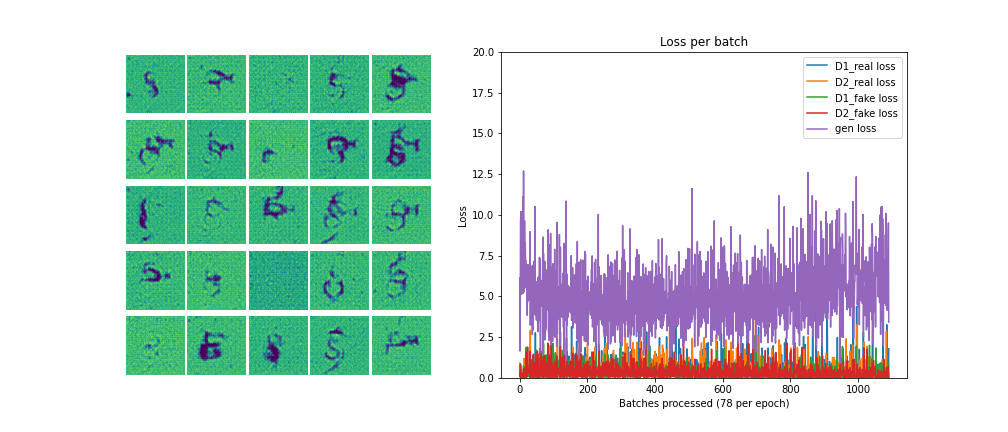 Loss per batch
20.0
17.5
15.0
12.5
10.0
7.5
5.0
2.5
0.0
Loss
D1_real loss
D2_real loss
D1_fake loss
D2_fake loss
gen loss
0 200 400 600 800 1000
Batches processed (78 per epoch)